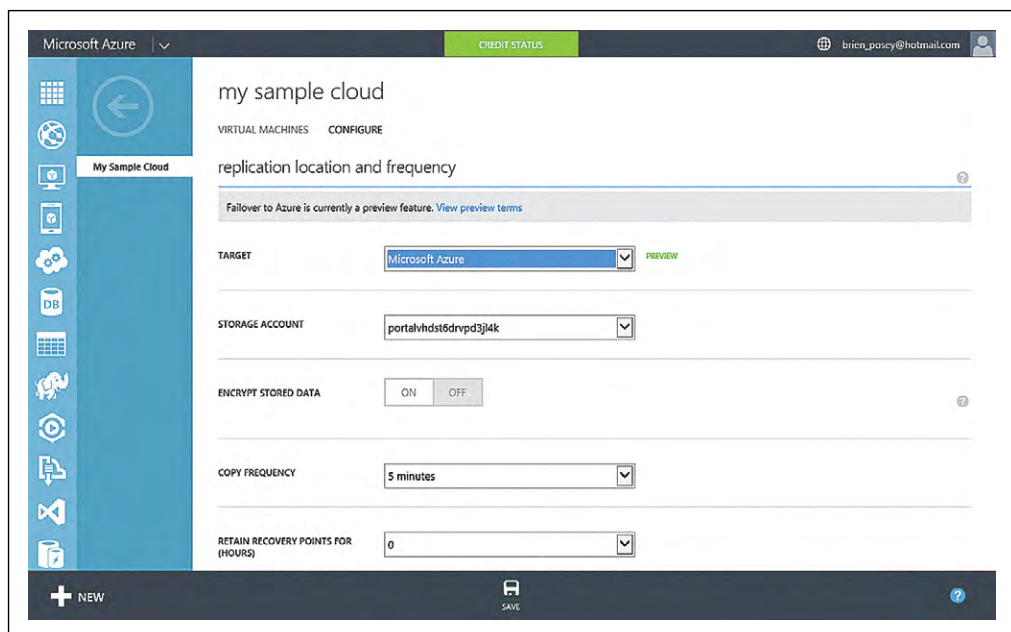 Microsoft Azure
CREDIT STATUS
brien_posey@hotmail.com
my sample cloud
VIRTUAL MACHINES CONFIGURE
My Sample Cloud
replication location and frequency
?
Failover to Azure is currently a preview feature. View preview terms
TARGET
Microsoft Azure
PREVIEW
DB
STORAGE ACCOUNT
portalvhdst6drvpd3jl4k
ENCRYPT STORED DATA
ON OFF
?
COPY FREQUENCY
5 minutes
RETAIN RECOVERY POINTS FOR
(HOURS)
0
NEW
SAVE
?